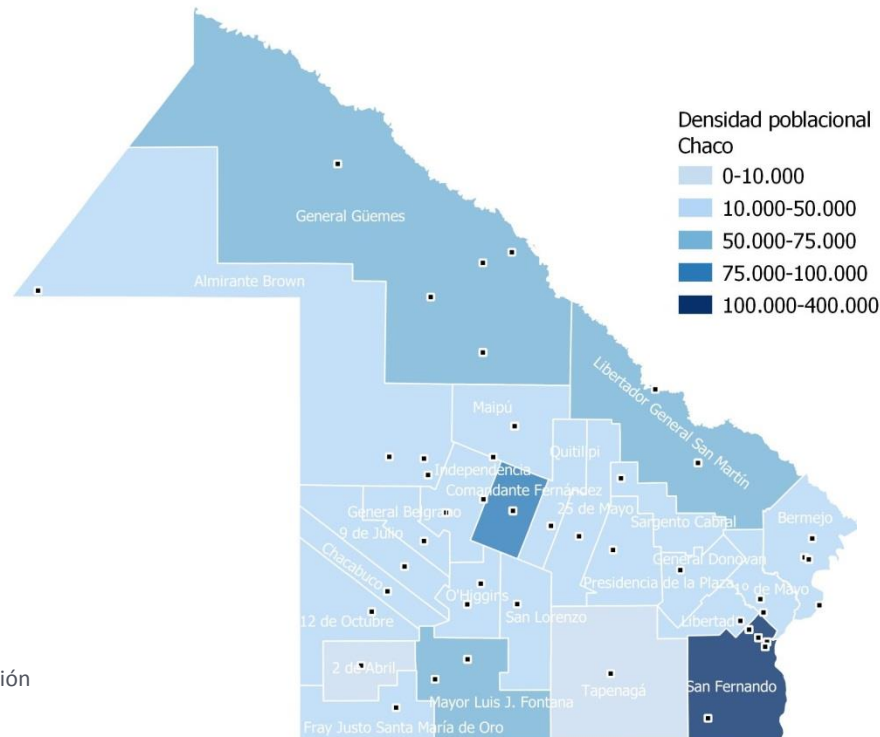 Densidad poblacional
Chaco
0-10.000
10.000-50.000
50.000-75.000
75.000-100.000
100.000-400.000
General Güemes
Almirante Brown
Libertador General San Martín
Maipú
Quitilipi
Independencia
Comandante Fernández
General Belgrano
25 de Mayo
Sargento Cabral
Bermejo
9 de Julio
General Donovan
Chacabuco
Presidencia de la Plaza
1º de Mayo
O'Higgins
San Lorenzo
Libertad
12 de Octubre
2 de Abril
Tapenagá
San Fernando
Mayor Luis J. Fontana
Fray Justo Santa María de Oro
ión